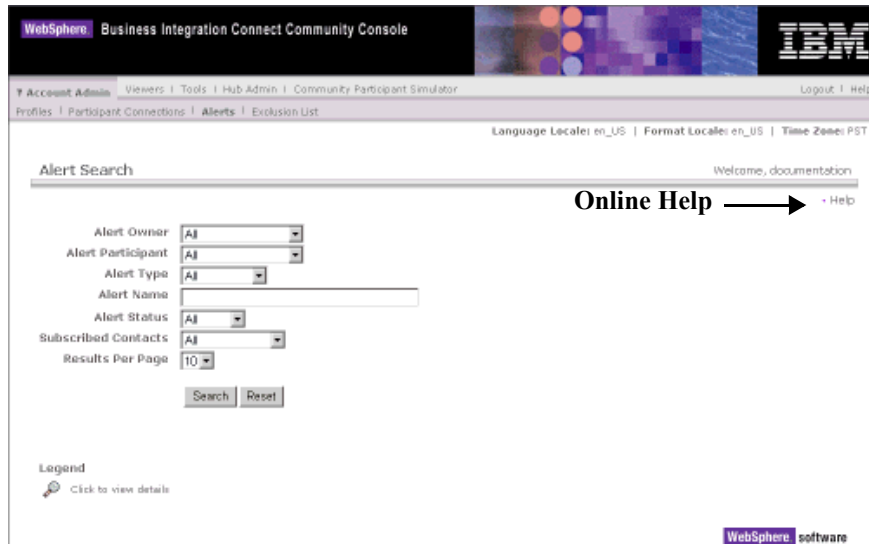 WebSphere. Business Integration Connect Community Console
IBM
? Account Admin Viewers | Tools | Hub Admin | Community Participant Simulator Logout | Help
Profiles | Participant Connections | Alerts | Exclusion List
Language Locale: en_US | Format Locale: en_US | Time Zone: PST
Alert Search Welcome, documentation
Online Help • Help
Alert Owner All
Alert Participant All
Alert Type All
Alert Name
Alert Status All
Subscribed Contacts All
Results Per Page 10
Search Reset
Legend
Click to view details
WebSphere. software